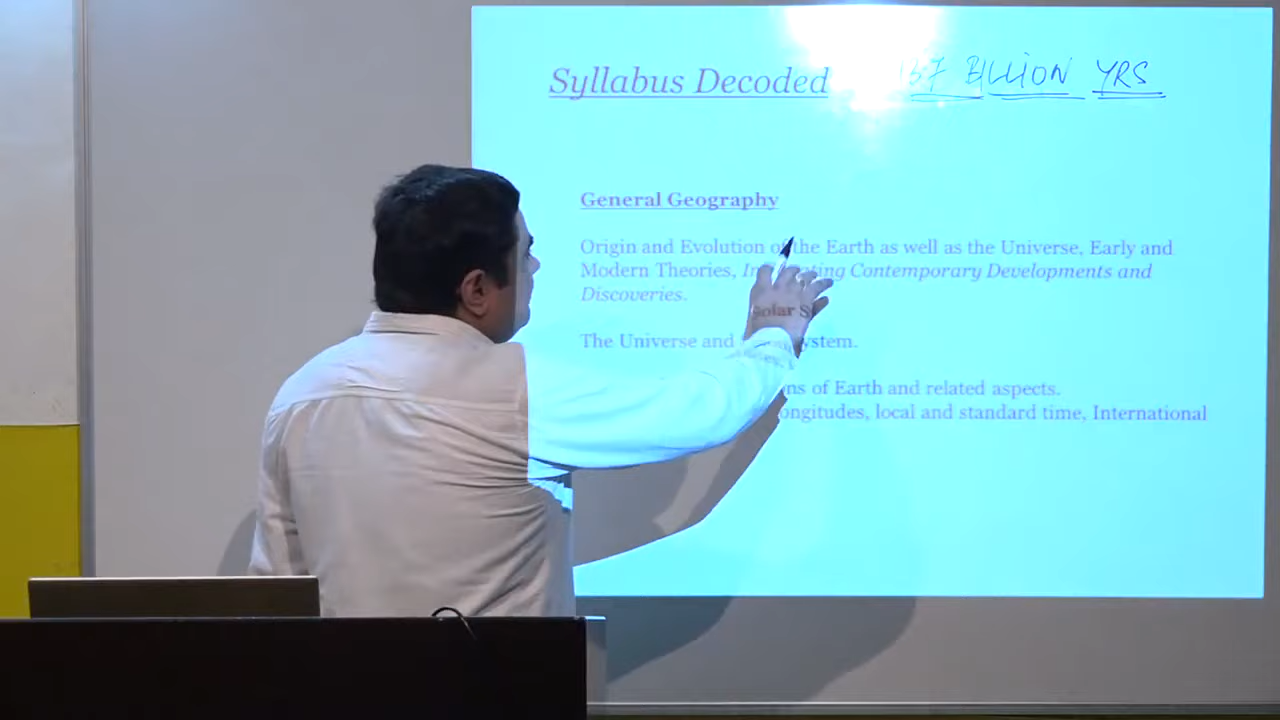 Syllabus Decoded
BILLION YRS
General Geography
Origin and Evolution of the Earth as well as the Universe, Early and
Modern Theories, Contemporary Developments and
Discoveries.
The Universe and Solar System.
of Earth and related aspects.
local and standard time, International